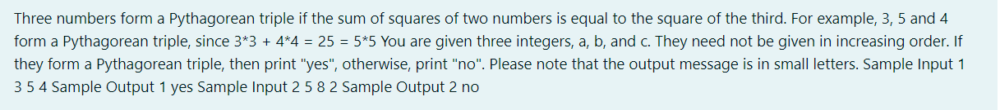 Three numbers form a Pythagorean triple if the sum of squares of two numbers is equal to the square of the third. For example, 3, 5 and 4
form a Pythagorean triple, since 3*3 + 4*4 = 25 = 5*5 You are given three integers, a, b, and c. They need not be given in increasing order. If
they form a Pythagorean triple, then print "yes", otherwise, print "no". Please note that the output message is in small letters. Sample Input 1
3 5 4 Sample Output 1 yes Sample Input 2 5 8 2 Sample Output 2 no